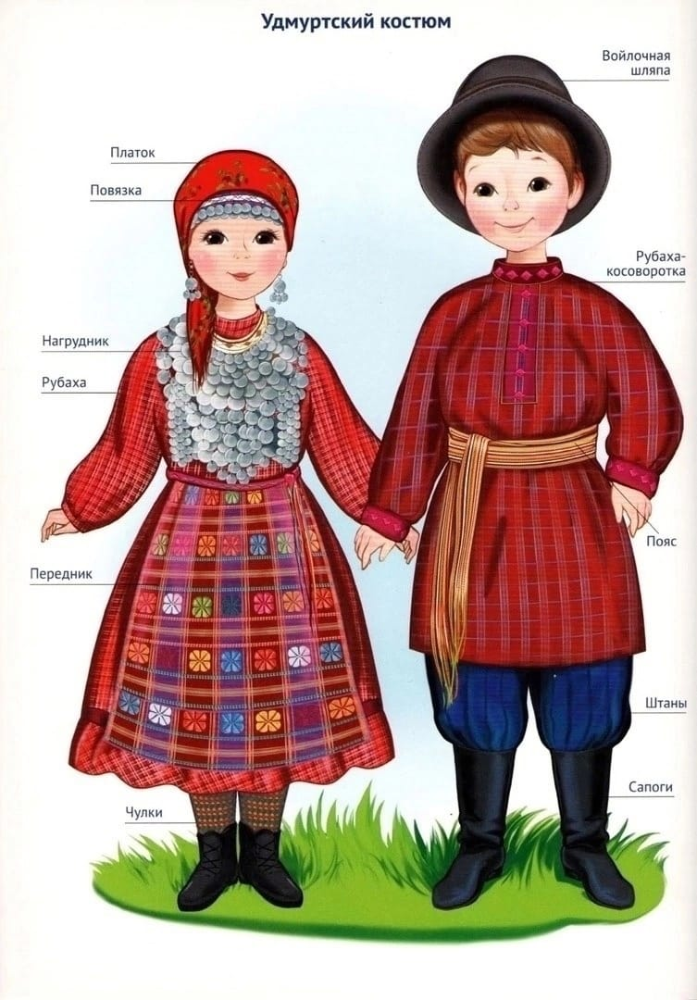 Удмуртский костюм
Войлочная
шляпа
Платок
Повязка
Рубаха-
косоворотка
Нагрудник
Рубаха
Пояс
Передник
Штаны
Сапоги
Чулки